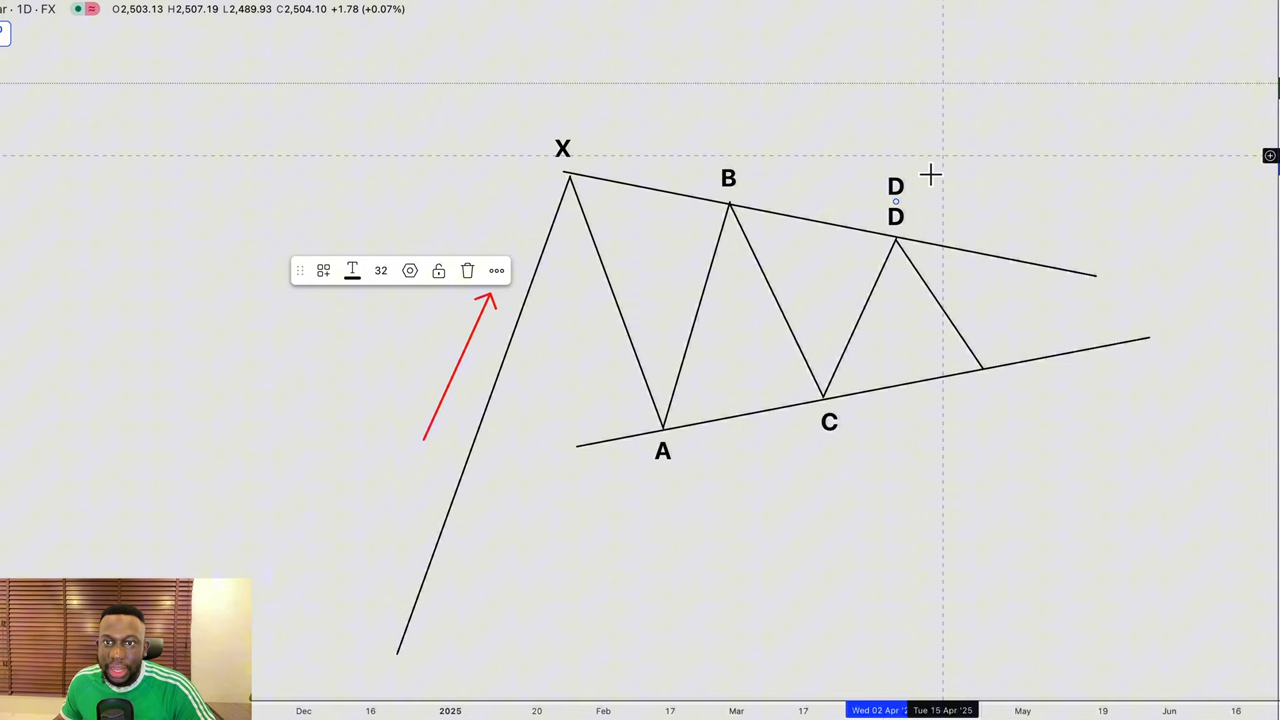 ar · 1D · FX O2,503.13 H2,507.19 L2,489.93 C2,504.10 +1.78 (+0.07%)
X
B
D
D
T 32
C
A
Dec 16 2025 20 Feb 17 Mar 17 Wed 02 Apr '2 Tue 15 Apr '25 May 19 Jun 16